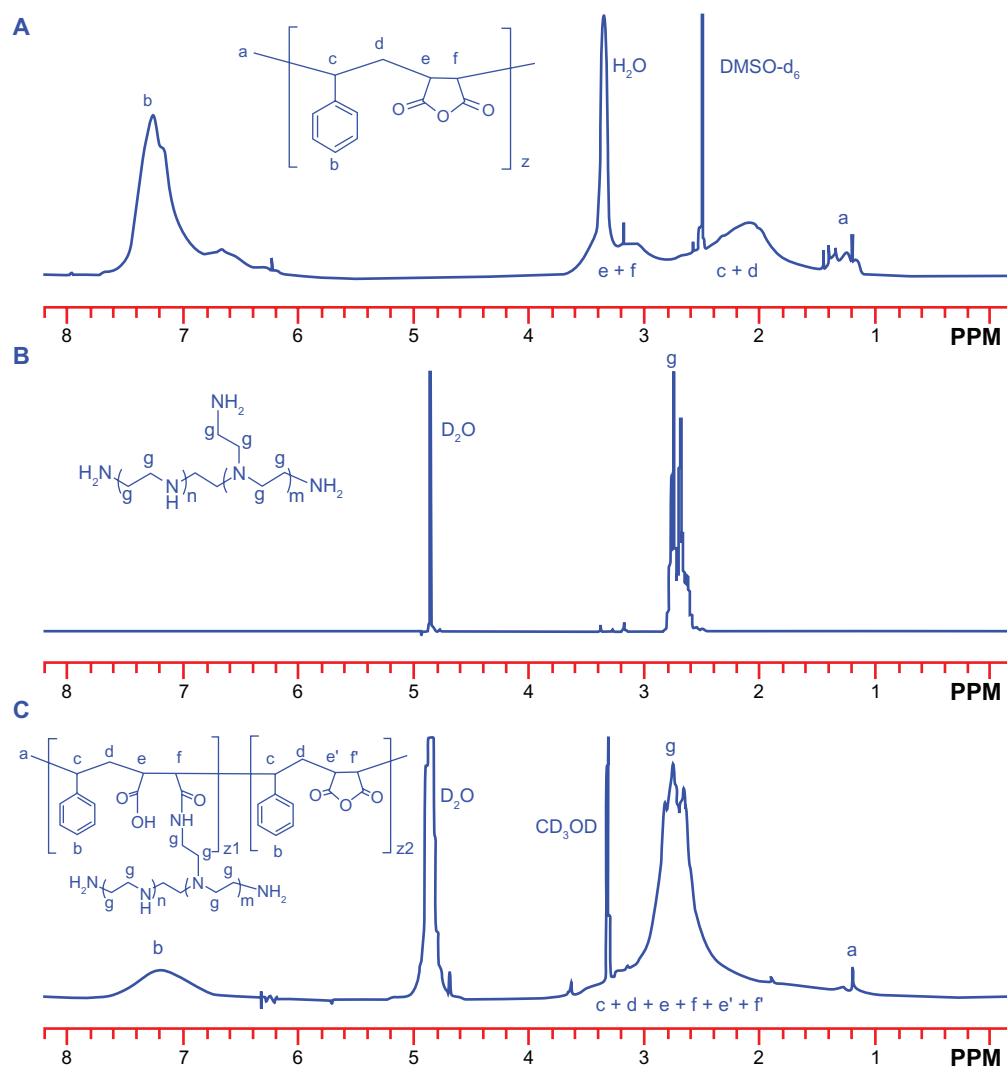 A
a
c
d
e
f
O
O
O
b
z
b
H2O
DMSO-d6
e + f
c + d
a
8 7 6 5 4 3 2 1 PPM
B
NH2
g
g
g
g
H2N
N
H
n
N
g
g
m
NH2
D2O
g
8 7 6 5 4 3 2 1 PPM
C
a
c
d
e
f
O
OH
O
NH
b
z1
c
d
e'
f'
O
O
O
b
z2
g
g
H2N
g
g
N
H
n
N
g
g
m
NH2
b
D2O
CD3OD
g
a
c + d + e + f + e' + f'
8 7 6 5 4 3 2 1 PPM